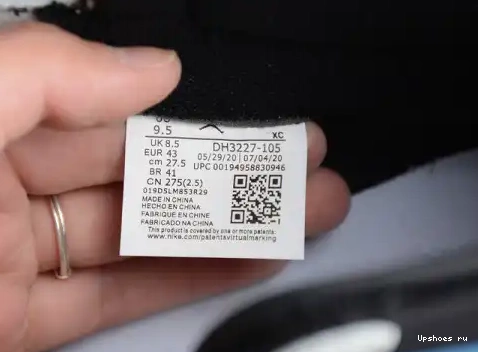 9.5 XC
UK 8.5 DH3227-105
EUR 43 05/29/20 | 07/04/20
cm 27.5 UPC 00194958830946
BR 41
CN 275(2.5)
019DSLM853R29
MADE IN CHINA
HECHO EN CHINA
FABRIQUE EN CHINE
FABRICADO NA CHINA
This product is covered by one or more patents:
www.nike.com/patentsvirtualmarking
Upshoes ru